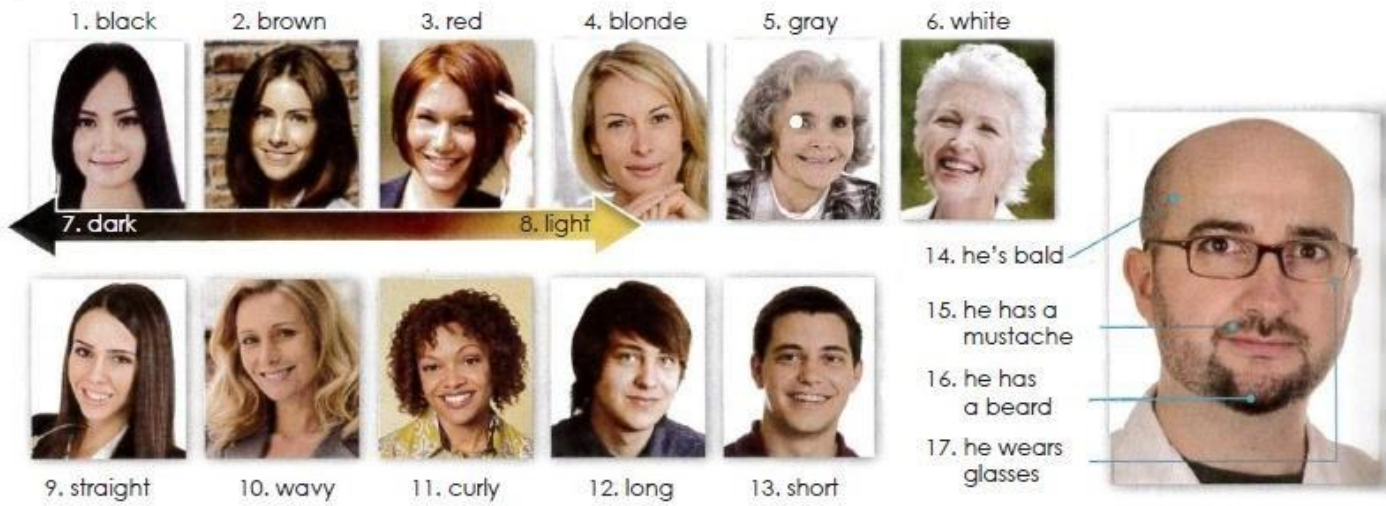 1. black
2. brown
3. red
4. blonde
5. gray
6. white
7. dark
8. light
9. straight
10. wavy
11. curly
12. long
13. short
14. he's bald
15. he has a
mustache
16. he has
a beard
17. he wears
glasses